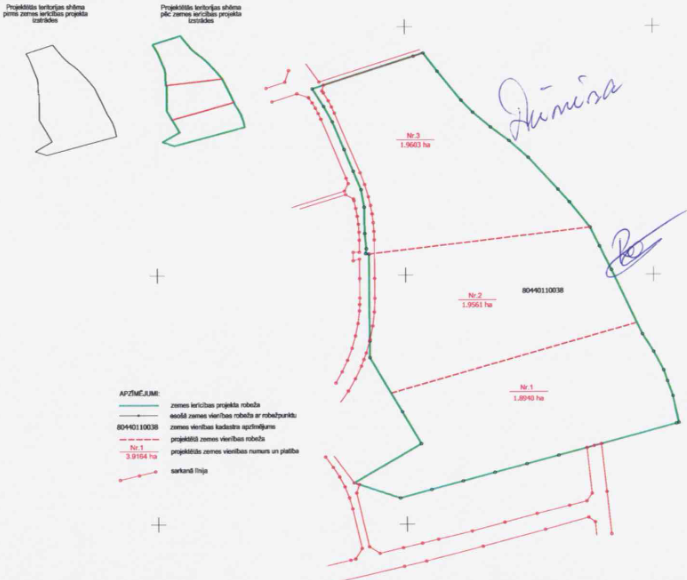 Projektētās teritorijas shēma
pirms zemes ierīcības projekta
izstrādes
Projektētās teritorijas shēma
pēc zemes ierīcības projekta
izstrādes
Nr.3
1.9603 ha
Nr.2
1.9561 ha
80440110038
Nr.1
1.8940 ha
APZĪMĒJUMI:
zemes ierīcības projekta robeža
esošā zemes vienības robeža ar robežpunktu
80440110038 zemes vienības kadastra apzīmējums
projektētā zemes vienības robeža
Nr.1
3.9164 ha
projektētās zemes vienības numurs un platība
sarkanā līnija